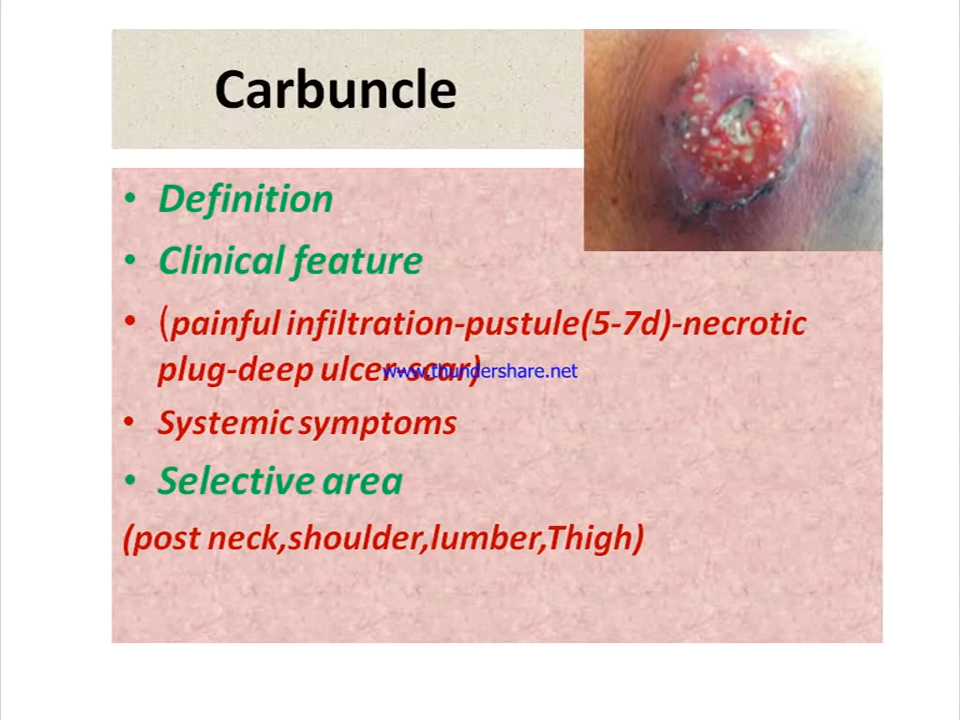 Carbuncle
• Definition
• Clinical feature
• (painful infiltration-pustule(5-7d)-necrotic
plug-deep ulcer-scar)
www.thundershare.net
• Systemic symptoms
• Selective area
(post neck,shoulder,lumber,Thigh)